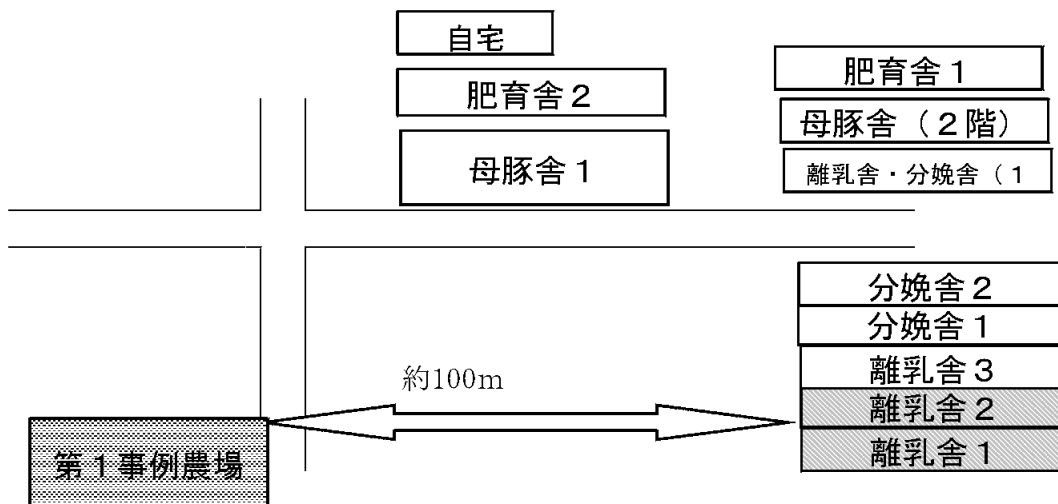 自宅
肥育舎２
母豚舎１
肥育舎１
母豚舎（２階）
離乳舎・分娩舎（１
分娩舎２
分娩舎１
離乳舎３
離乳舎２
離乳舎１
約100m
第１事例農場